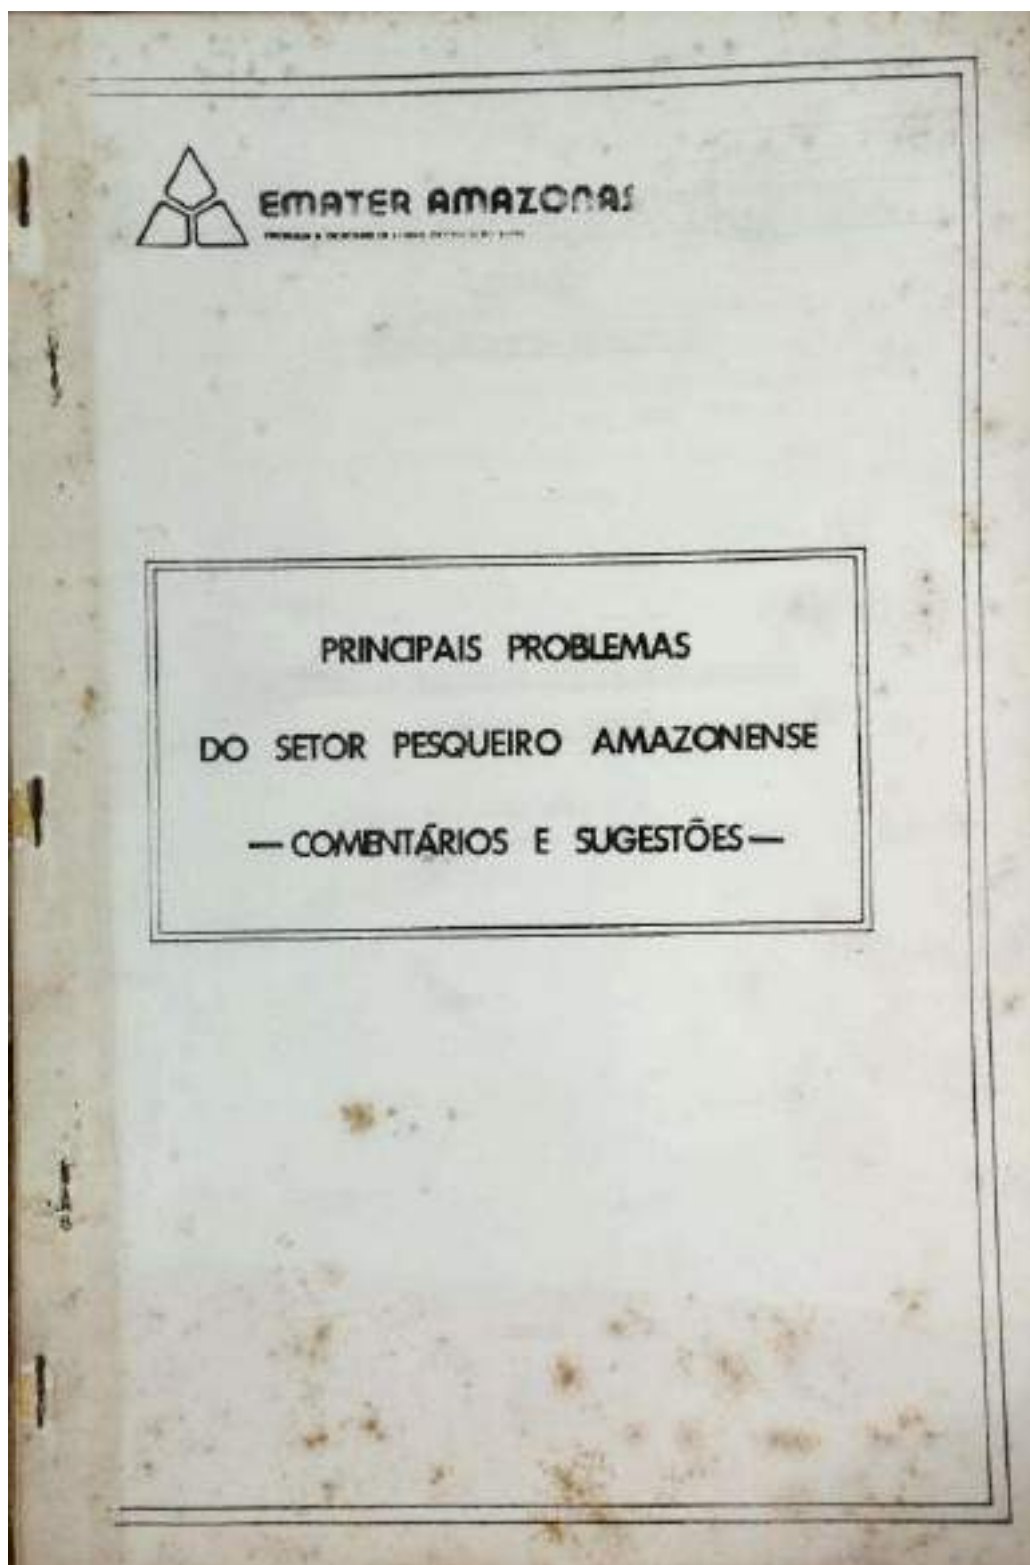 EMATER AMAZONAS
PRINCIPAIS PROBLEMAS
DO SETOR PESQUEIRO AMAZONENSE
— COMENTÁRIOS E SUGESTÕES —